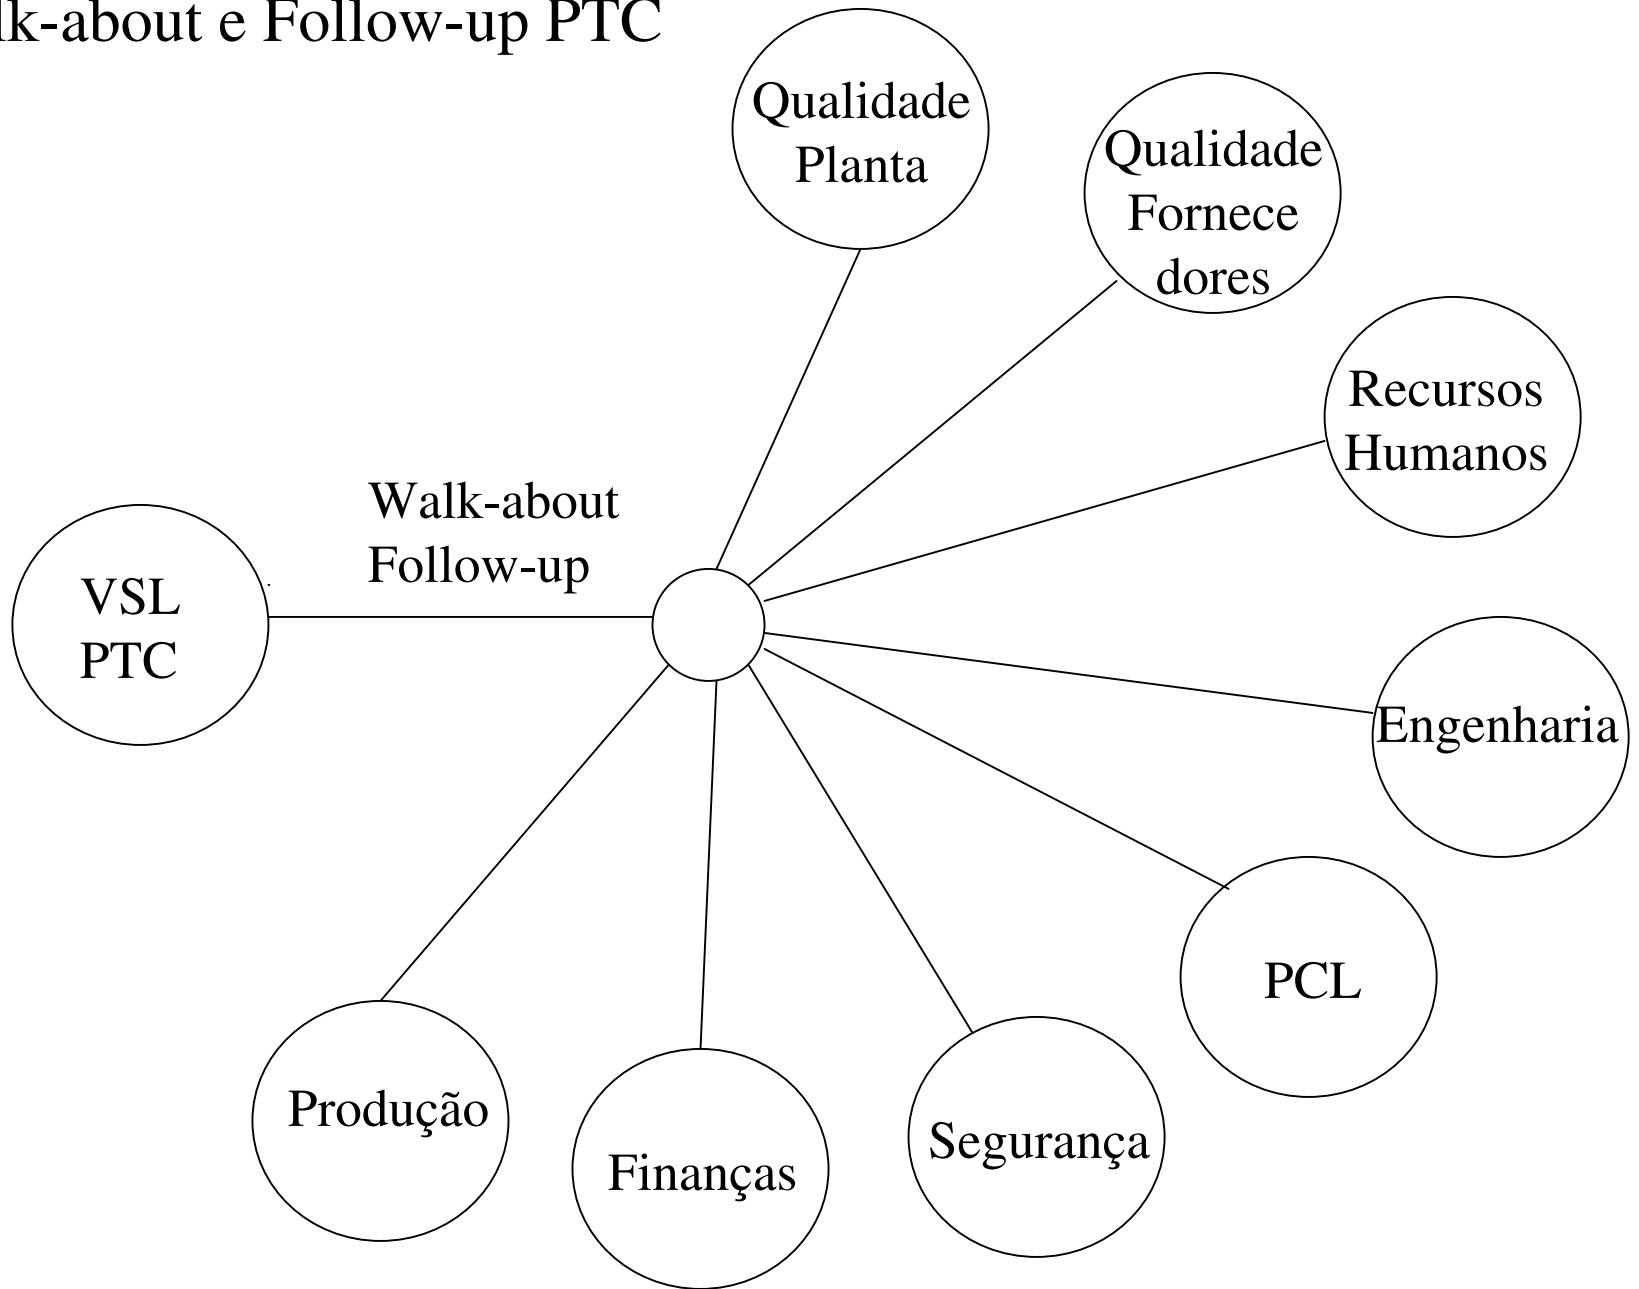 lk-about e Follow-up PTC
Qualidade
Planta
Qualidade
Fornece
dores
Recursos
Humanos
Walk-about
Follow-up
VSL
PTC
Engenharia
PCL
Produção
Finanças
Segurança